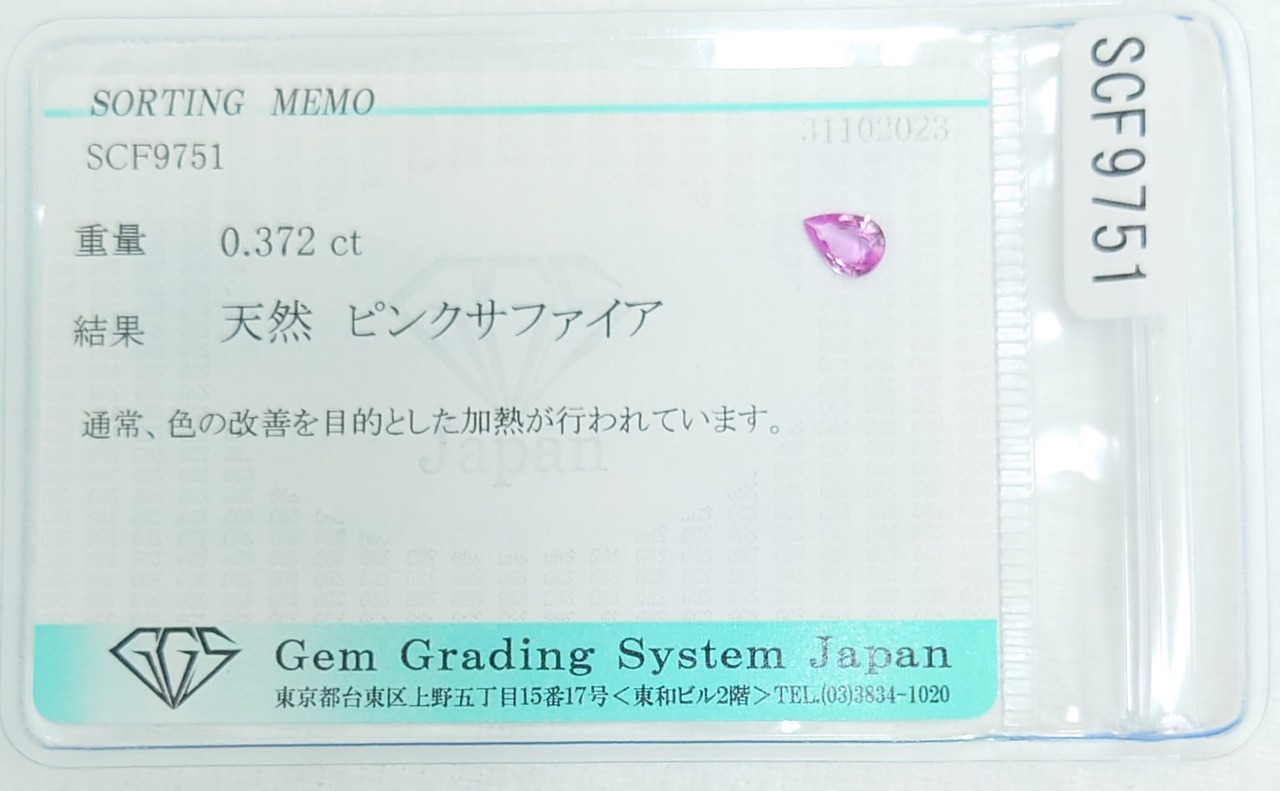 SORTING MEMO
31102023
SCF9751
重量 0.372 ct
結果 天然 ピンクサファイア
通常、色の改善を目的とした加熱が行われています。
Japan
GGS
Gem Grading System Japan
東京都台東区上野五丁目15番17号<東和ビル2階>TEL.(03)3834-1020
SCF9751